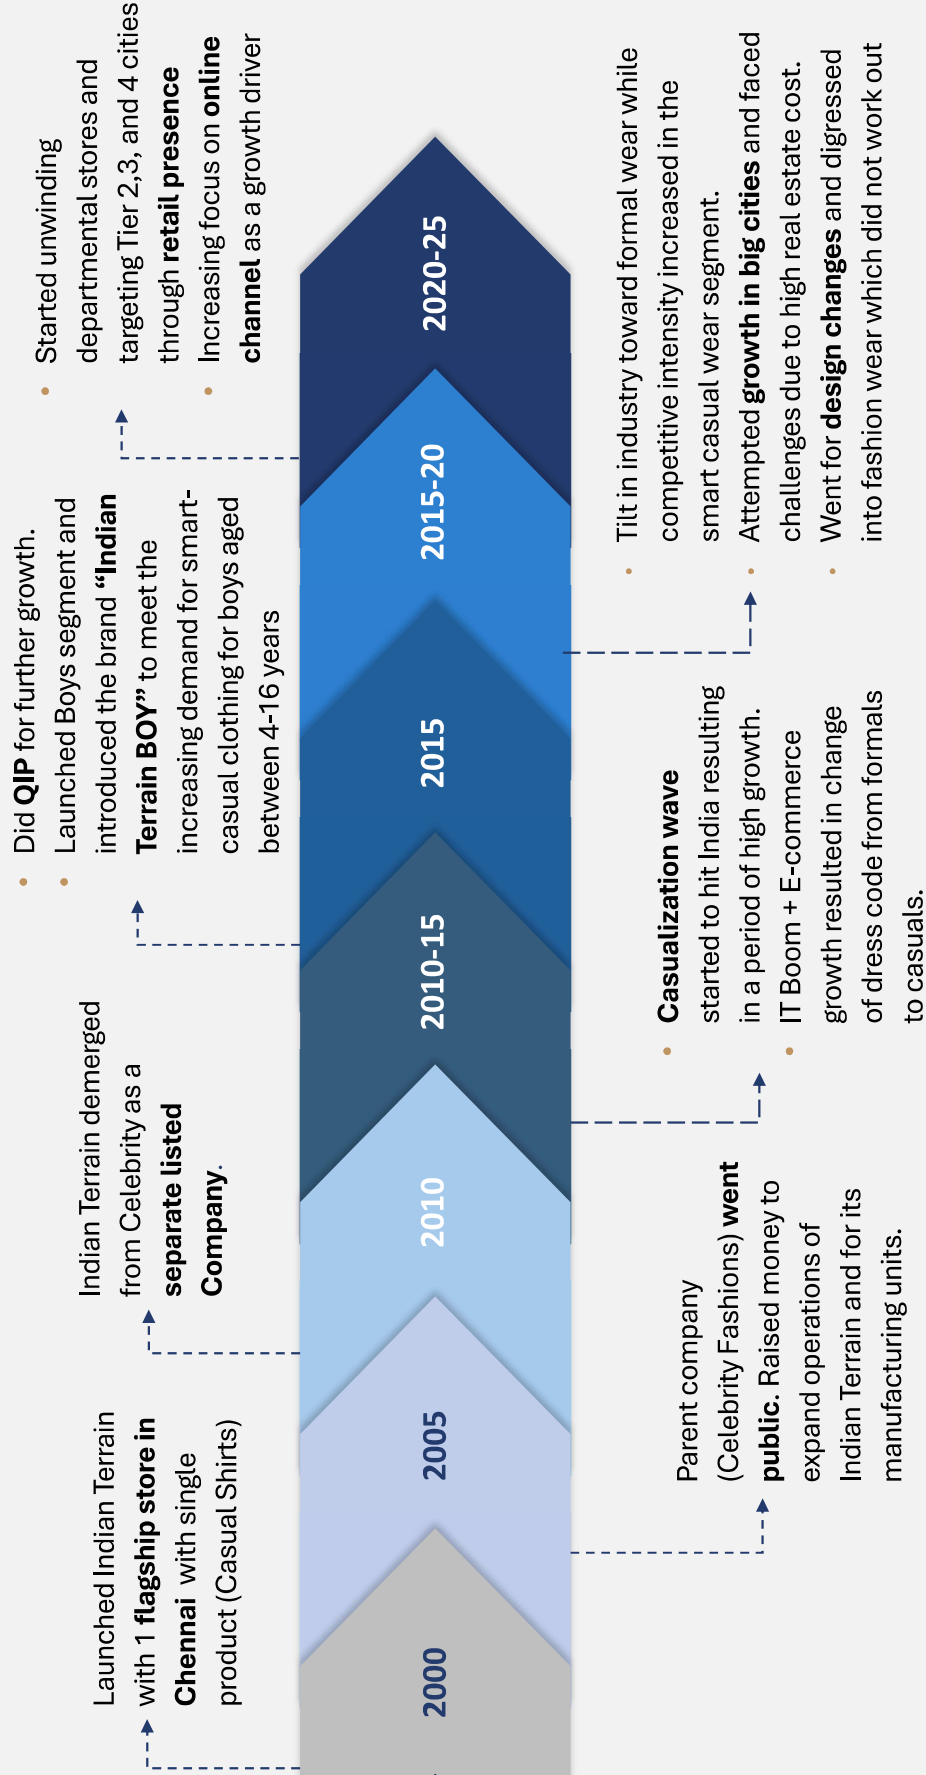 Launched Indian Terrain
with 1 flagship store in
Chennai with single
product (Casual Shirts)
Indian Terrain demerged
from Celebrity as a
separate listed
Company.
• Did QIP for further growth.
• Launched Boys segment and
introduced the brand “Indian
Terrain BOY” to meet the
increasing demand for smart-
casual clothing for boys aged
between 4-16 years
• Started unwinding
departmental stores and
targeting Tier 2,3, and 4 cities
through retail presence
• Increasing focus on online
channel as a growth driver
2000
2005
2010
2010-15
2015
2015-20
2020-25
Parent company
(Celebrity Fashions) went
public. Raised money to
expand operations of
Indian Terrain and for its
manufacturing units.
• Casualization wave
started to hit India resulting
in a period of high growth.
• IT Boom + E-commerce
growth resulted in change
of dress code from formals
to casuals.
• Tilt in industry toward formal wear while
competitive intensity increased in the
smart casual wear segment.
• Attempted growth in big cities and faced
challenges due to high real estate cost.
• Went for design changes and digressed
into fashion wear which did not work out